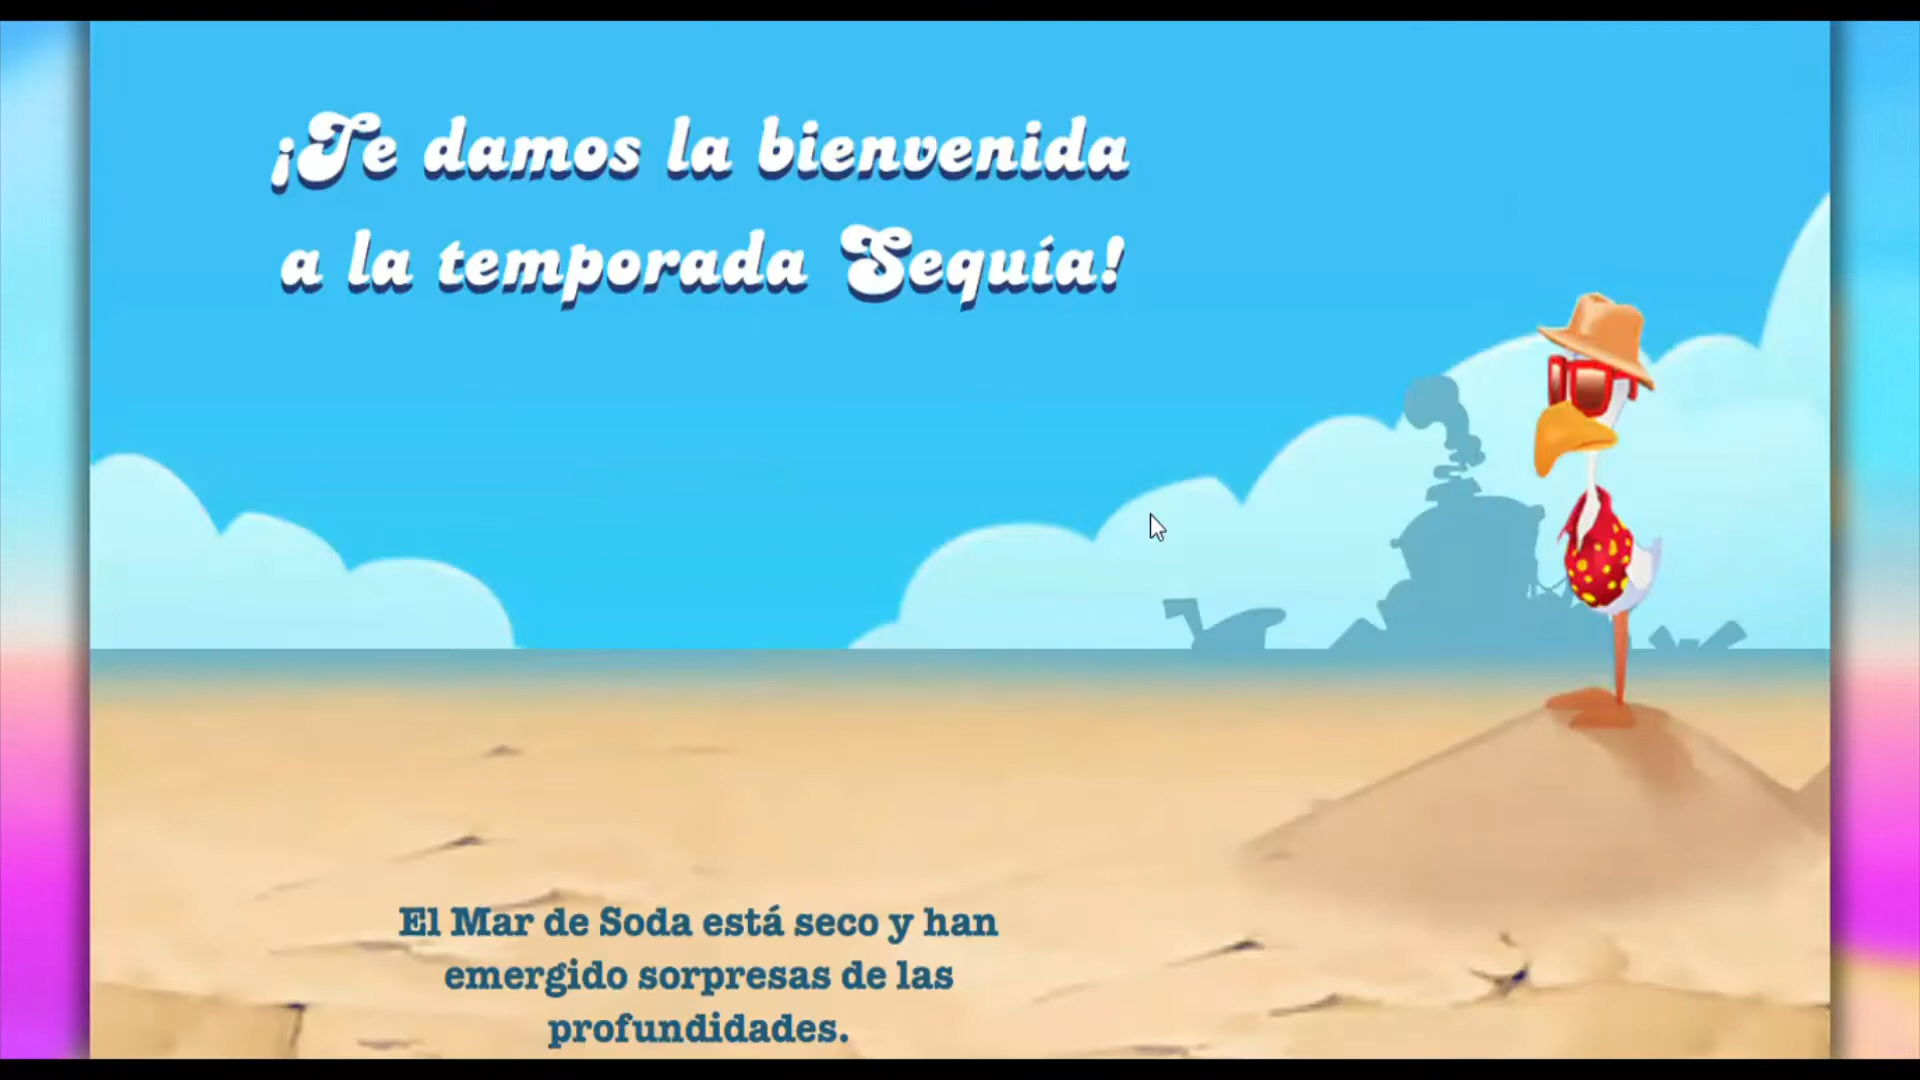 ¡Te damos la bienvenida
a la temporada Sequía!
El Mar de Soda está seco y han
emergido sorpresas de las
profundidades.